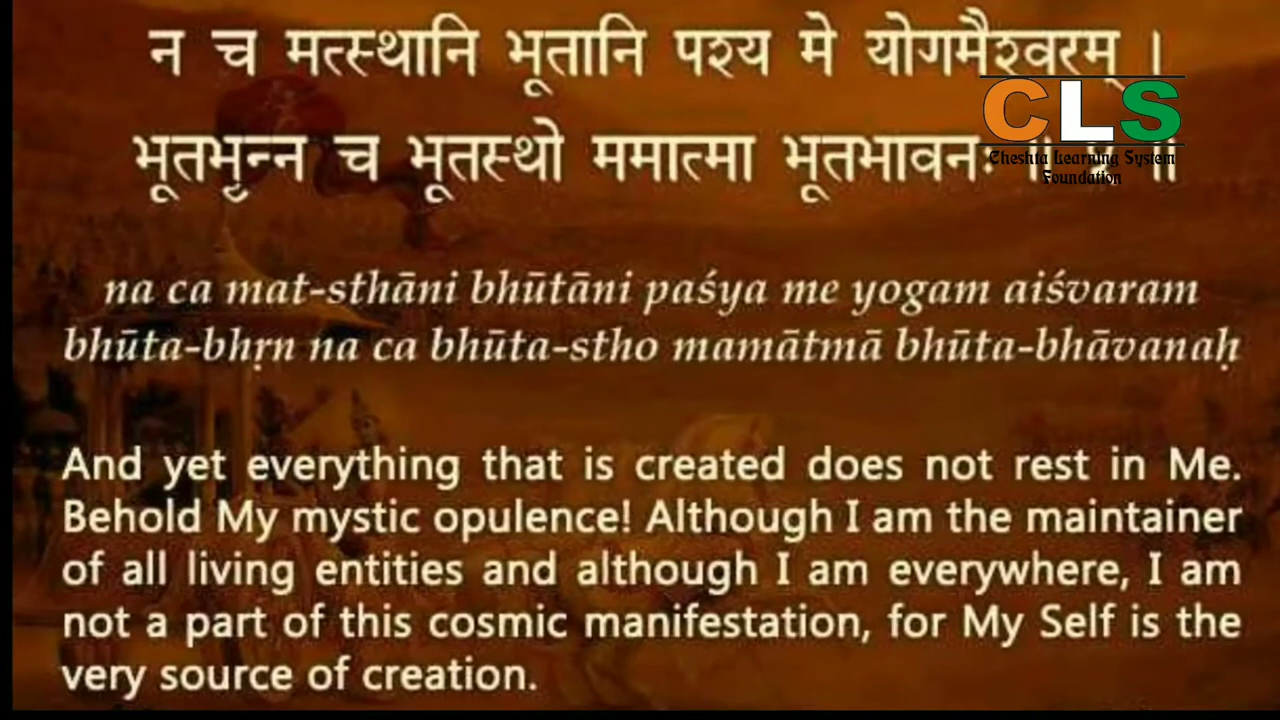 न च मत्स्थानि भूतानि पश्य मे योगमैश्वरम् ।
भूतभृन्न च भूतस्थो ममात्मा भूतभावनः
CLS
Cheshta Learning System
Foundation
na ca mat-sthāni bhūtāni paśya me yogam aiśvaram
bhūta-bhṛn na ca bhūta-stho mamātmā bhūta-bhāvanaḥ
And yet everything that is created does not rest in Me.
Behold My mystic opulence! Although I am the maintainer
of all living entities and although I am everywhere, I am
not a part of this cosmic manifestation, for My Self is the
very source of creation.